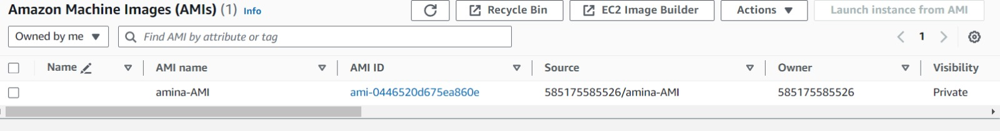 Amazon Machine Images (AMIs) (1) Info
Recycle Bin
EC2 Image Builder
Actions
Launch instance from AMI
Owned by me
Find AMI by attribute or tag
1
Name AMI name AMI ID Source Owner Visibility
amina-AMI ami-0446520d675ea860e 585175585526/amina-AMI 585175585526 Private